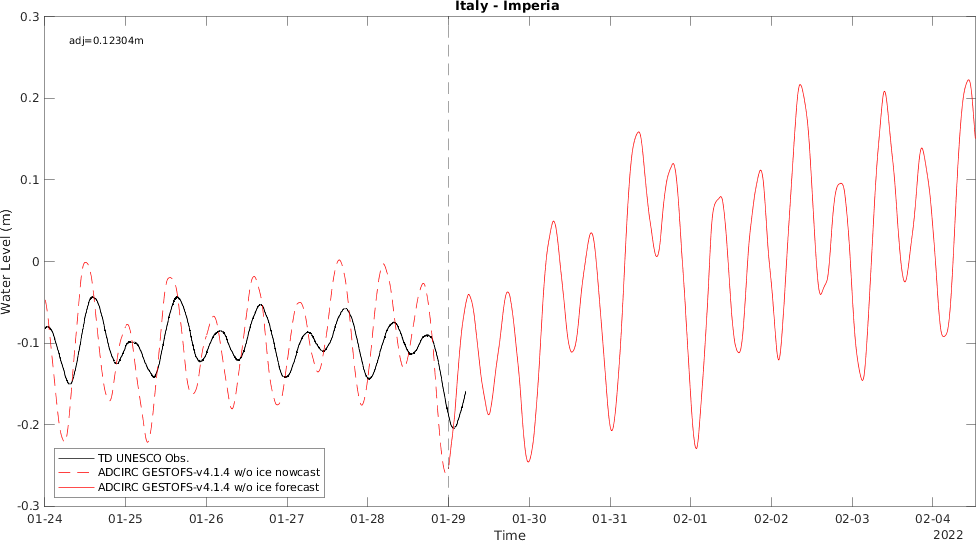 Italy - Imperia
adj=0.12304m
0.3
0.2
0.1
0
-0.1
-0.2
-0.3
Water Level (m)
TD UNESCO Obs.
ADCIRC GESTOFS-v4.1.4 w/o ice nowcast
ADCIRC GESTOFS-v4.1.4 w/o ice forecast
01-24 01-25 01-26 01-27 01-28 01-29 01-30 01-31 02-01 02-02 02-03 02-04
Time
2022